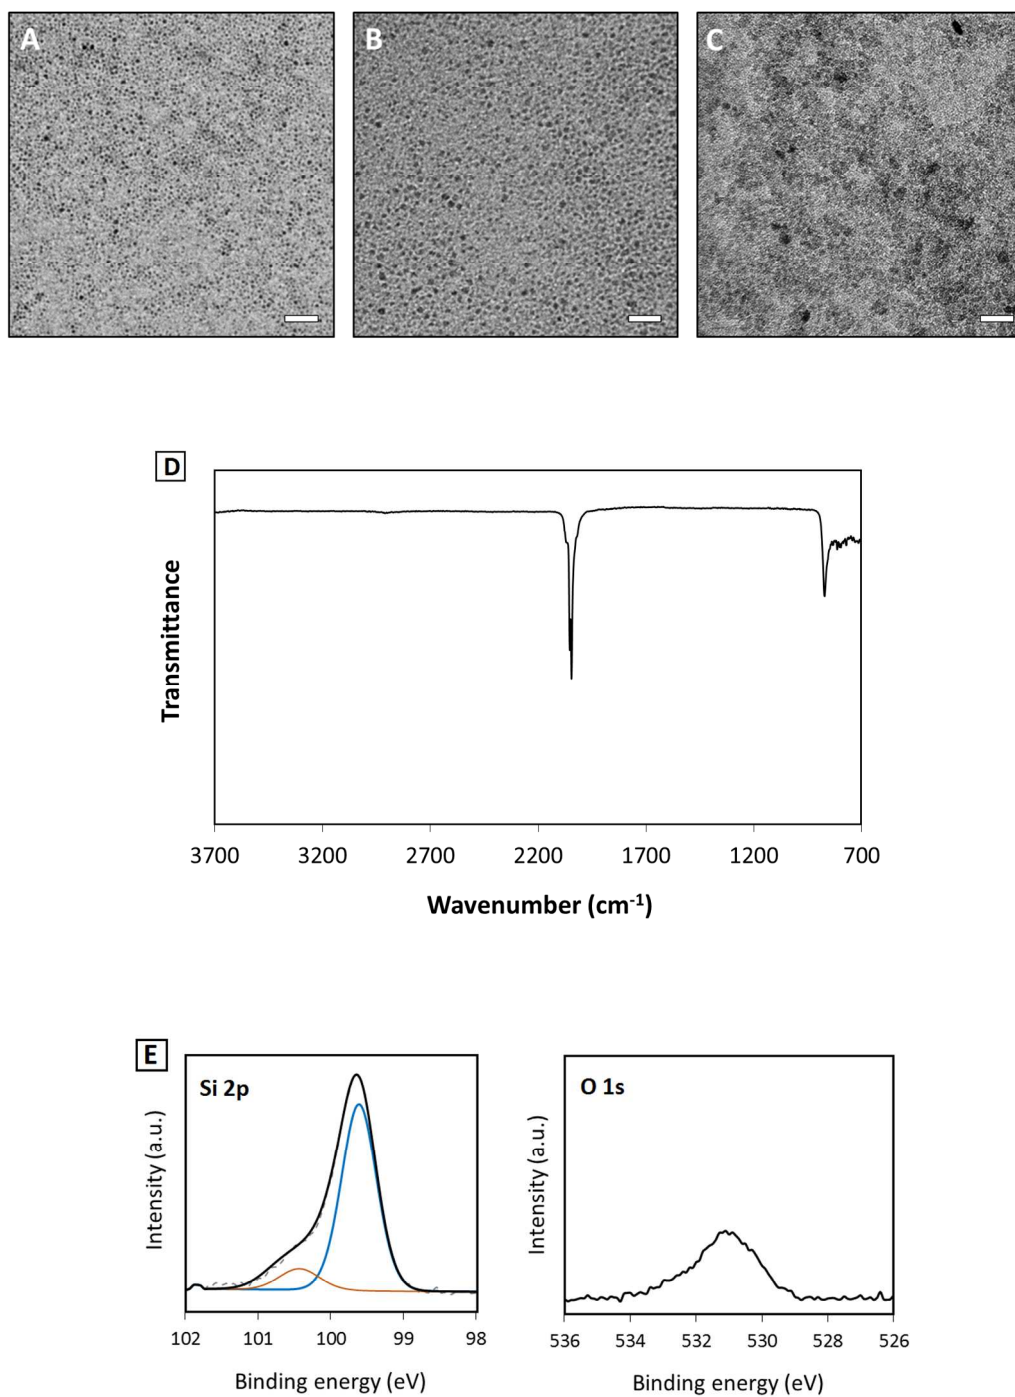 A
B
C
D
Transmittance
3700 3200 2700 2200 1700 1200 700
Wavenumber (cm-1)
E
Si 2p
Intensity (a.u.)
102 101 100 99 98
Binding energy (eV)
O 1s
Intensity (a.u.)
536 534 532 530 528 526
Binding energy (eV)